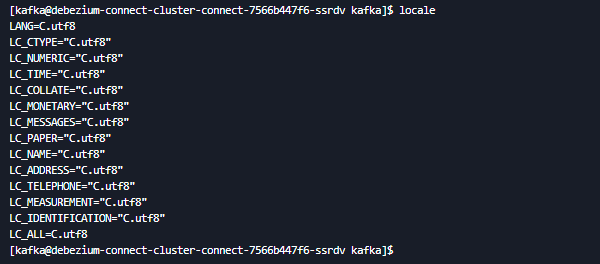 [kafka@debezium-connect-cluster-connect-7566b447f6-ssrdv kafka]$ locale
LANG=C.utf8
LC_CTYPE="C.utf8"
LC_NUMERIC="C.utf8"
LC_TIME="C.utf8"
LC_COLLATE="C.utf8"
LC_MONETARY="C.utf8"
LC_MESSAGES="C.utf8"
LC_PAPER="C.utf8"
LC_NAME="C.utf8"
LC_ADDRESS="C.utf8"
LC_TELEPHONE="C.utf8"
LC_MEASUREMENT="C.utf8"
LC_IDENTIFICATION="C.utf8"
LC_ALL=C.utf8
[kafka@debezium-connect-cluster-connect-7566b447f6-ssrdv kafka]$